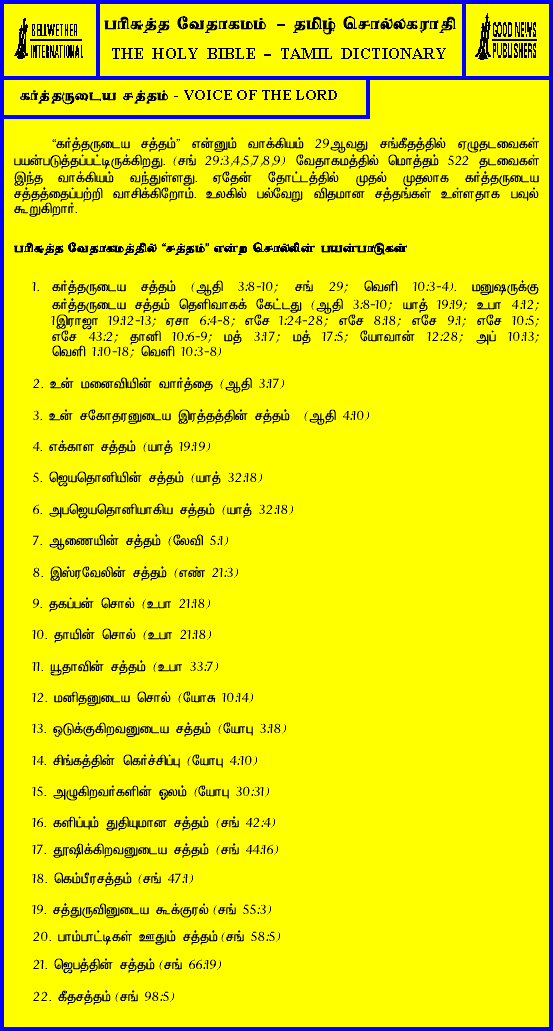 BELLWETHER
INTERNATIONAL
பரிசுத்த வேதாகமம் – தமிழ் சொல்லகராதி
THE HOLY BIBLE – TAMIL DICTIONARY
GOOD NEWS
PUBLISHERS
கர்த்தருடைய சத்தம் - VOICE OF THE LORD
“கர்த்தருடைய சத்தம்” என்னும் வாக்கியம் 29ஆவது சங்கீதத்தில் ஏழுதடவைகள்
பயன்படுத்தப்பட்டிருக்கிறது. (சங் 29:3,4,5,7,8,9) வேதாகமத்தில் மொத்தம் 522 தடவைகள்
இந்த வாக்கியம் வந்துள்ளது. ஏதேன் தோட்டத்தில் முதல் முதலாக கர்த்தருடைய
சத்தத்தைப்பற்றி வாசிக்கிறோம். உலகில் பல்வேறு விதமான சத்தங்கள் உள்ளதாக பவுல்
கூறுகிறார்.
பரிசுத்த வேதாகமத்தில் “சத்தம்” என்ற சொல்லின் பயன்பாடுகள்
1. கர்த்தருடைய சத்தம் (ஆதி 3:8-10; சங் 29; வெளி 10:3-4). மனுஷருக்கு
கர்த்தருடைய சத்தம் தெளிவாகக் கேட்டது (ஆதி 3:8-10; யாத் 19:19; உபா 4:12;
1இராஜா 19:12-13; ஏசா 6:4-8; எசே 1:24-28; எசே 8:18; எசே 9:1; எசே 10:5;
எசே 43:2; தானி 10:6-9; மத் 3:17; மத் 17:5; யோவான் 12:28; அப் 10:13;
வெளி 1:10-18; வெளி 10:3-8)
2. உன் மனைவியின் வார்த்தை (ஆதி 3:17)
3. உன் சகோதரனுடைய இரத்தத்தின் சத்தம் (ஆதி 4:10)
4. எக்காள சத்தம் (யாத் 19:19)
5. ஜெயதொனியின் சத்தம் (யாத் 32:18)
6. அபஜெயதொனியாகிய சத்தம் (யாத் 32:18)
7. ஆணையின் சத்தம் (லேவி 5:1)
8. இஸ்ரவேலின் சத்தம் (எண் 21:3)
9. தகப்பன் சொல் (உபா 21:18)
10. தாயின் சொல் (உபா 21:18)
11. யூதாவின் சத்தம் (உபா 33:7)
12. மனிதனுடைய சொல் (யோசு 10:14)
13. ஒடுக்குகிறவனுடைய சத்தம் (யோபு 3:18)
14. சிங்கத்தின் கெர்ச்சிப்பு (யோபு 4:10)
15. அழுகிறவர்களின் ஓலம் (யோபு 30:31)
16. களிப்பும் துதியுமான சத்தம் (சங் 42:4)
17. தூஷிக்கிறவனுடைய சத்தம் (சங் 44:16)
18. கெம்பீரசத்தம் (சங் 47:1)
19. சத்துருவினுடைய கூக்குரல் (சங் 55:3)
20. பாம்பாட்டிகள் ஊதும் சத்தம் (சங் 58:5)
21. ஜெபத்தின் சத்தம் (சங் 66:19)
22. கீதசத்தம் (சங் 98:5)